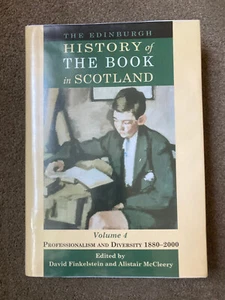 THE EDINBURGH
HISTORY of
THE BOOK
in SCOTLAND
Volume 4
PROFESSIONALISM AND DIVERSITY 1880–2000
Edited by
David Finkelstein and Alistair McCleery